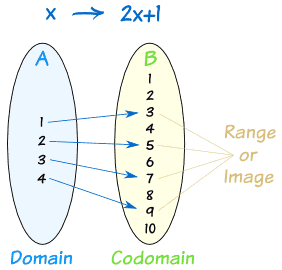 x → 2x+1
A
B
1
2
3
4
1
2
3
4
5
6
7
8
9
10
Range
or
Image
Domain
Codomain